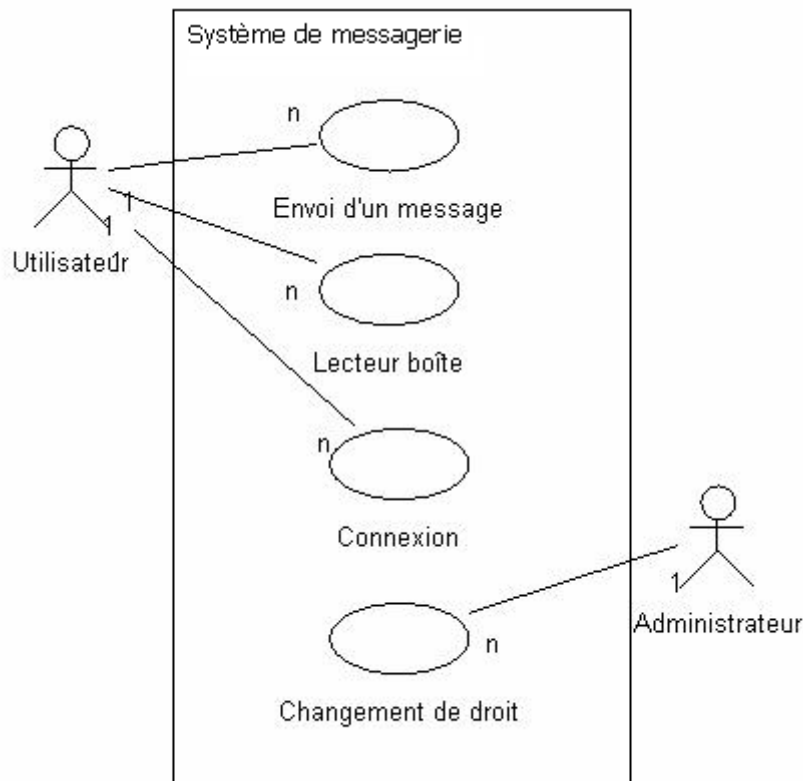 Système de messagerie
n
Envoi d'un message
1
1
Utilisateur
n
Lecteur boîte
n
Connexion
1
Administrateur
n
Changement de droit